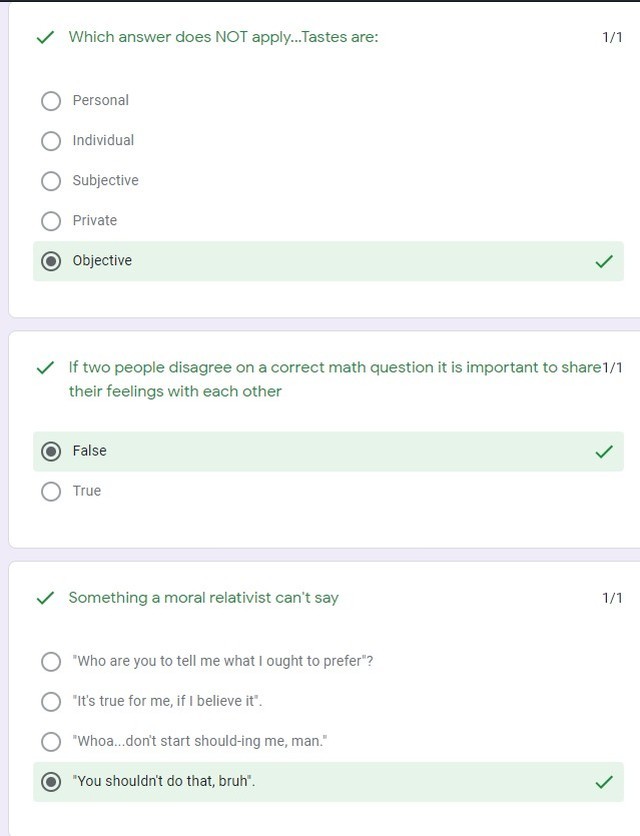 Which answer does NOT apply...Tastes are: 1/1
Personal
Individual
Subjective
Private
Objective
If two people disagree on a correct math question it is important to share 1/1
their feelings with each other
False
True
Something a moral relativist can't say 1/1
"Who are you to tell me what I ought to prefer"?
"It's true for me, if I believe it".
"Whoa...don't start should-ing me, man."
"You shouldn't do that, bruh".